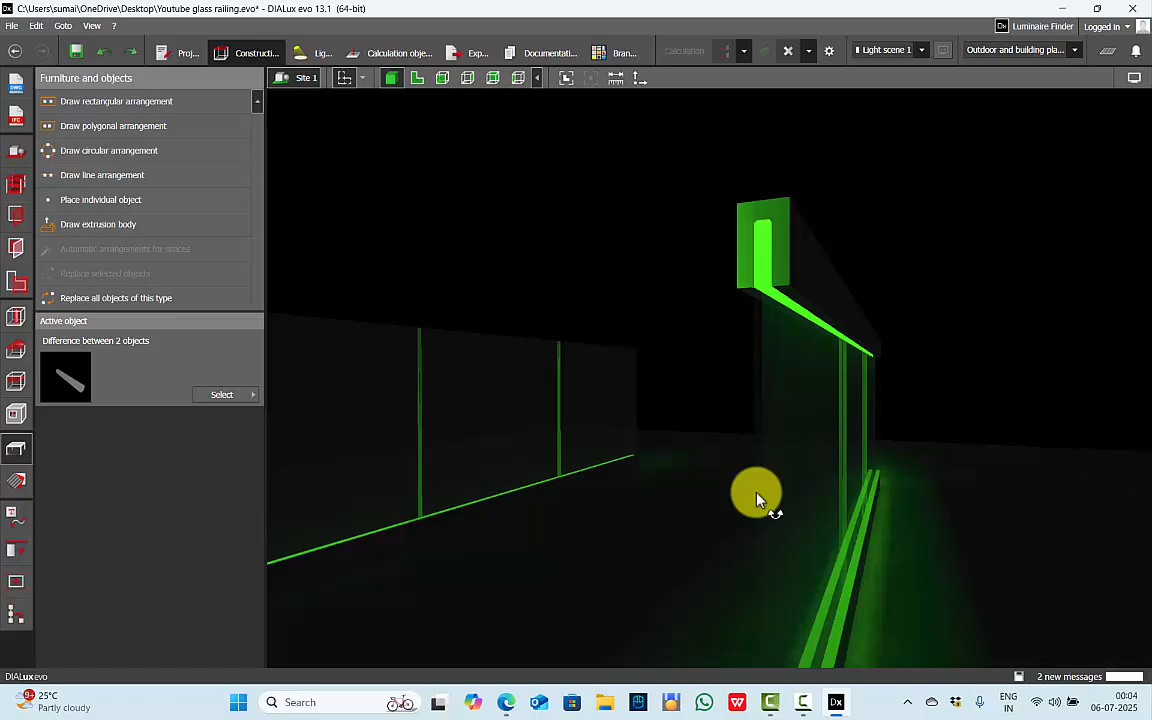 C:\Users\sumai\OneDrive\Desktop\Youtube glass railing.evo* - DIALux evo 13.1 (64-bit)
File Edit Goto View ?
Luminaire Finder Logged in
Proj... Constructi... Lig... Calculation obje... Exp... Documentati... Bran... Calculation Light scene 1 Outdoor and building pla...
Furniture and objects
Site 1
Draw rectangular arrangement
Draw polygonal arrangement
Draw circular arrangement
Draw line arrangement
Place individual object
Draw extrusion body
Automatic arrangements for spaces
Replace selected objects
Replace all objects of this type
Active object
Difference between 2 objects
Select
DIALux evo
2 new messages
9+
25°C
Partly cloudy
Search
ENG
IN
00:04
06-07-2025